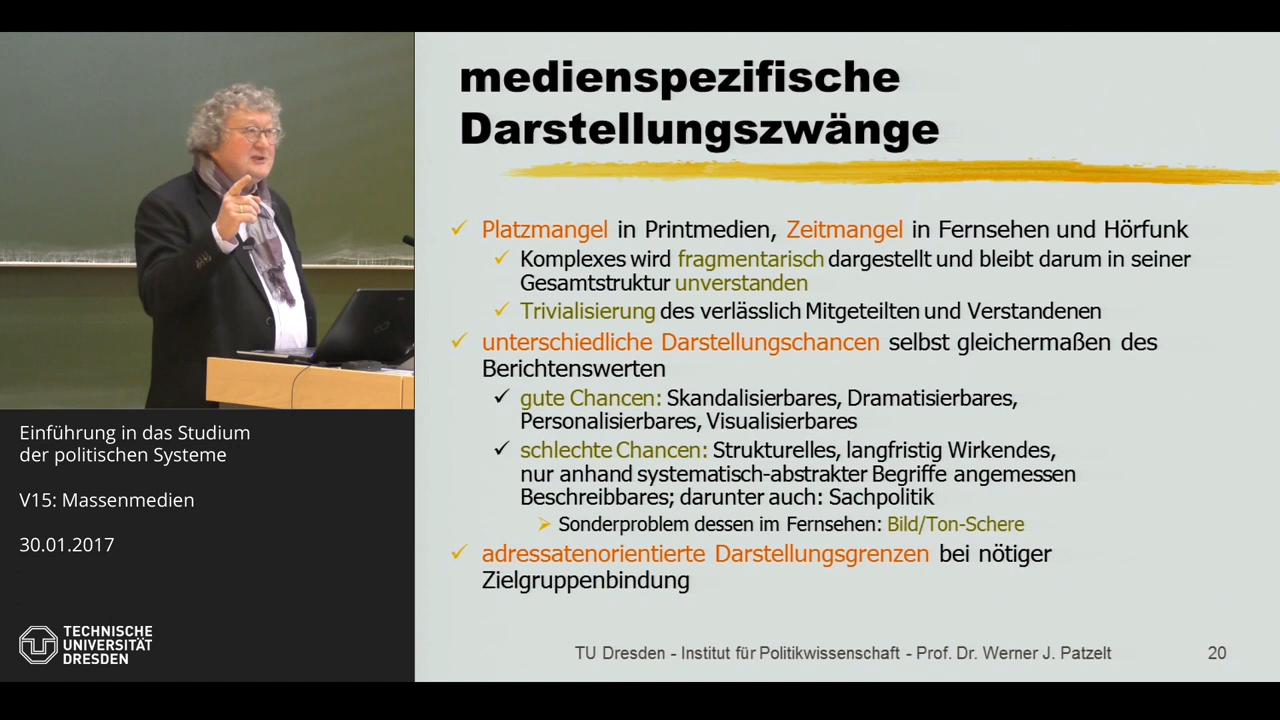 medienspezifische
Darstellungszwänge
Platzmangel in Printmedien, Zeitmangel in Fernsehen und Hörfunk
Komplexes wird fragmentarisch dargestellt und bleibt darum in seiner
Gesamtstruktur unverstanden
Trivialisierung des verlässlich Mitgeteilten und Verstandenen
unterschiedliche Darstellungschancen selbst gleichermaßen des
Berichtenswerten
gute Chancen: Skandalisierbares, Dramatisierbares,
Personalisierbares, Visualisierbares
schlechte Chancen: Strukturelles, langfristig Wirkendes,
nur anhand systematisch-abstrakter Begriffe angemessen
Beschreibbares; darunter auch: Sachpolitik
Sonderproblem dessen im Fernsehen: Bild/Ton-Schere
adressatenorientierte Darstellungsgrenzen bei nötiger
Zielgruppenbindung
TU Dresden - Institut für Politikwissenschaft - Prof. Dr. Werner J. Patzelt
20
Einführung in das Studium
der politischen Systeme
V15: Massenmedien
30.01.2017
TECHNISCHE
UNIVERSITÄT
DRESDEN